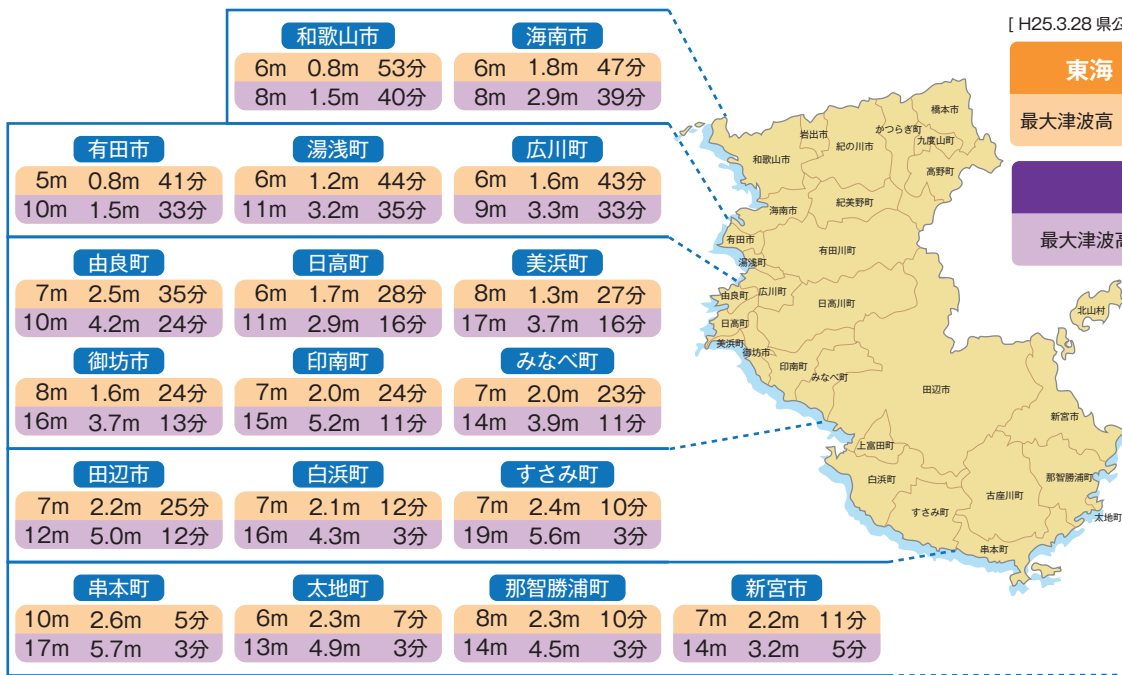 [ H25.3.28 県公
東海
最大津波高
最大津波高
和歌山市
6m 0.8m 53分
8m 1.5m 40分
海南市
6m 1.8m 47分
8m 2.9m 39分
有田市
5m 0.8m 41分
10m 1.5m 33分
湯浅町
6m 1.2m 44分
11m 3.2m 35分
広川町
6m 1.6m 43分
9m 3.3m 33分
由良町
7m 2.5m 35分
10m 4.2m 24分
日高町
6m 1.7m 28分
11m 2.9m 16分
美浜町
8m 1.3m 27分
17m 3.7m 16分
御坊市
8m 1.6m 24分
16m 3.7m 13分
印南町
7m 2.0m 24分
15m 5.2m 11分
みなべ町
7m 2.0m 23分
14m 3.9m 11分
田辺市
7m 2.2m 25分
12m 5.0m 12分
白浜町
7m 2.1m 12分
16m 4.3m 3分
すさみ町
7m 2.4m 10分
19m 5.6m 3分
串本町
10m 2.6m 5分
17m 5.7m 3分
太地町
6m 2.3m 7分
13m 4.9m 3分
那智勝浦町
8m 2.3m 10分
14m 4.5m 3分
新宮市
7m 2.2m 11分
14m 3.2m 5分
橋本市
かつらぎ町
岩出市
九度山町
紀の川市
和歌山市
高野町
紀美野町
海南市
有田市
有田川町
湯浅町
由良町
広川町
日高川町
北山村
日高町
美浜町
御坊市
印南町
みなべ町
田辺市
新宮市
上富田町
白浜町
那智勝浦町
古座川町
すさみ町
太地町
串本町